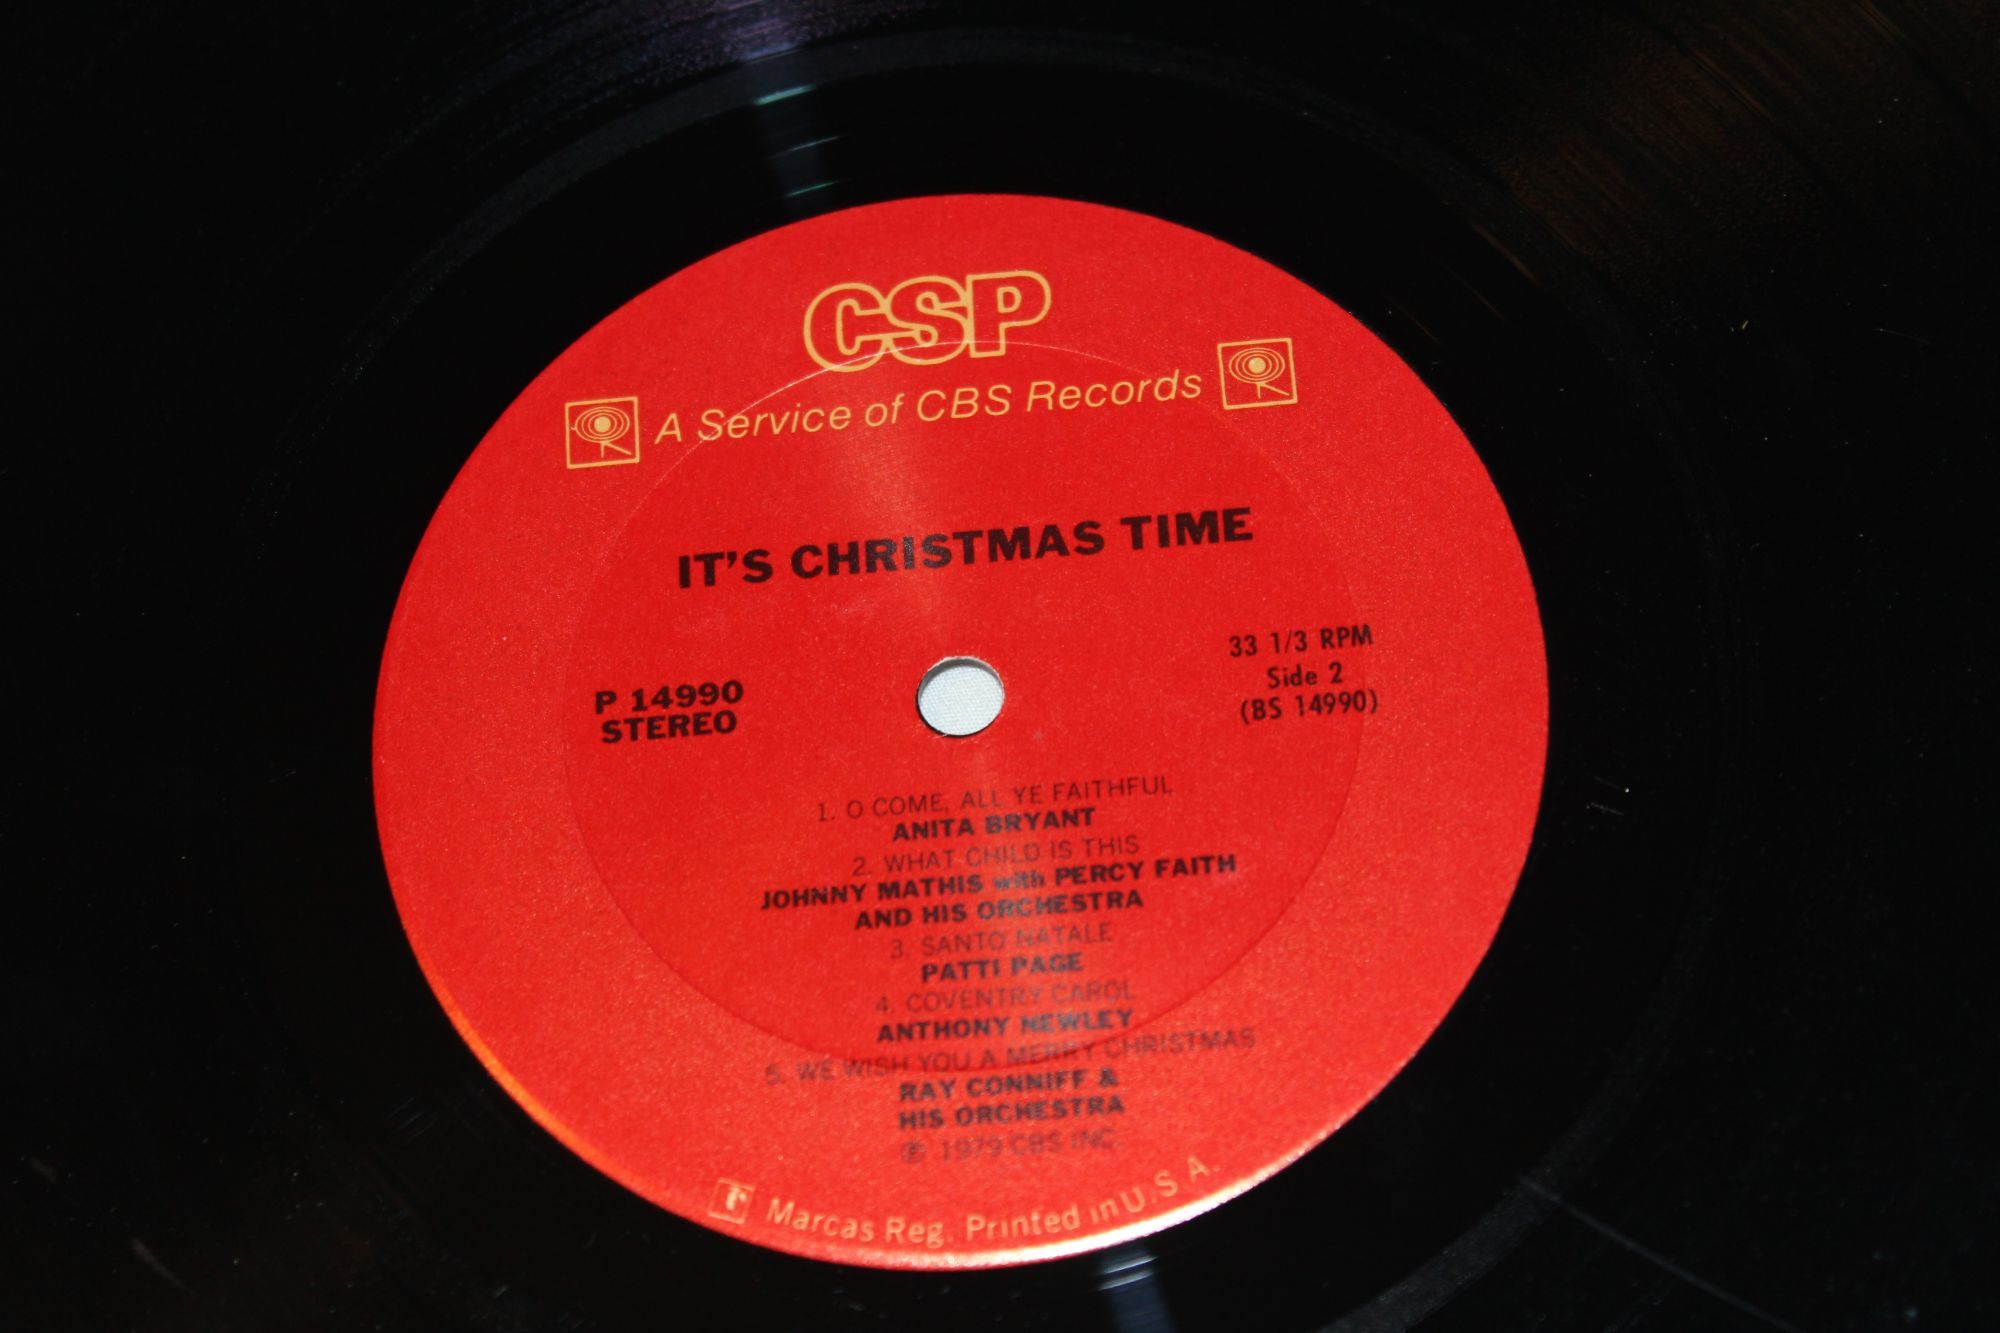 CSP
A Service of CBS Records
IT'S CHRISTMAS TIME
33 1/3 RPM
Side 2
(BS 14990)
P 14990
STEREO
1. O COME, ALL YE FAITHFUL
ANITA BRYANT
2. WHAT CHILD IS THIS
JOHNNY MATHIS with PERCY FAITH
AND HIS ORCHESTRA
3. SANTO NATALE
PATTI PAGE
4. COVENTRY CAROL
ANTHONY NEWLEY
5. WE WISH YOU A MERRY CHRISTMAS
RAY CONNIFF &
HIS ORCHESTRA
℗ 1979 CBS INC.
T Marcas Reg. Printed in U.S.A.